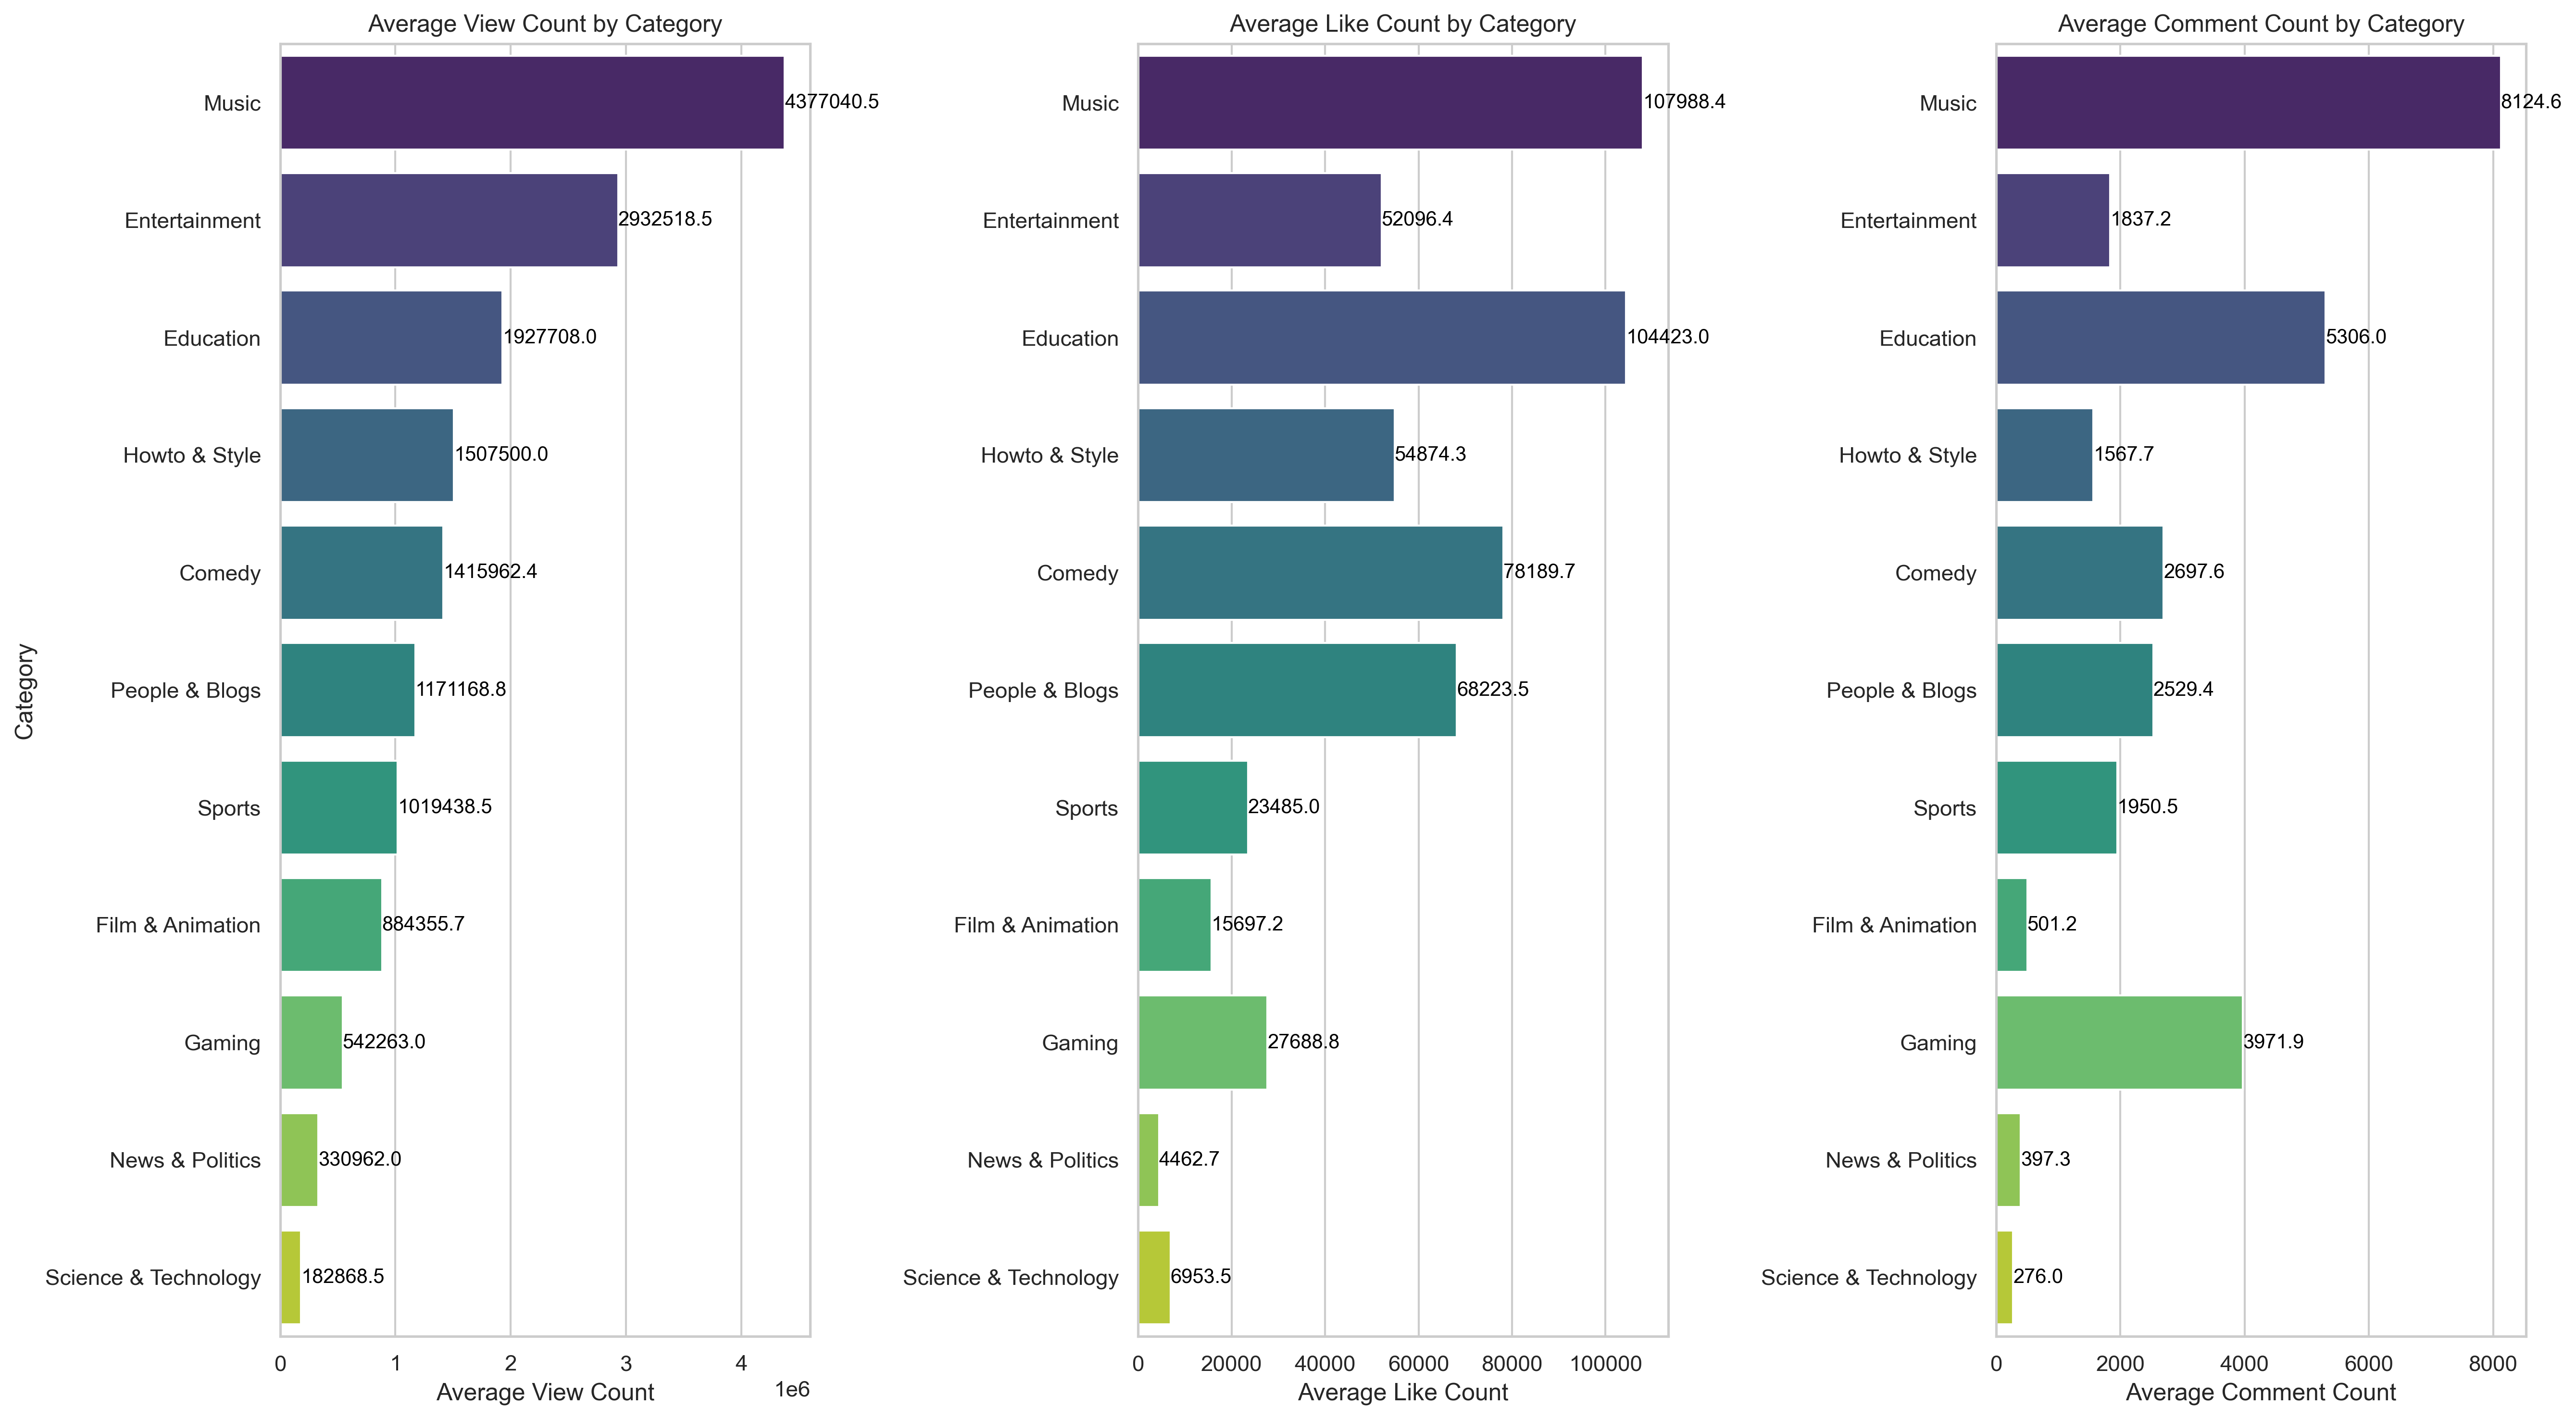 Average View Count by Category
Category
Music
4377040.5
Entertainment
2932518.5
Education
1927708.0
Howto & Style
1507500.0
Comedy
1415962.4
People & Blogs
1171168.8
Sports
1019438.5
Film & Animation
884355.7
Gaming
542263.0
News & Politics
330962.0
Science & Technology
182868.5
0 1 2 3 4
1e6
Average View Count
Average Like Count by Category
Music
107988.4
Entertainment
52096.4
Education
104423.0
Howto & Style
54874.3
Comedy
78189.7
People & Blogs
68223.5
Sports
23485.0
Film & Animation
15697.2
Gaming
27688.8
News & Politics
4462.7
Science & Technology
6953.5
0 20000 40000 60000 80000 100000
Average Like Count
Average Comment Count by Category
Music
8124.6
Entertainment
1837.2
Education
5306.0
Howto & Style
1567.7
Comedy
2697.6
People & Blogs
2529.4
Sports
1950.5
Film & Animation
501.2
Gaming
3971.9
News & Politics
397.3
Science & Technology
276.0
0 2000 4000 6000 8000
Average Comment Count